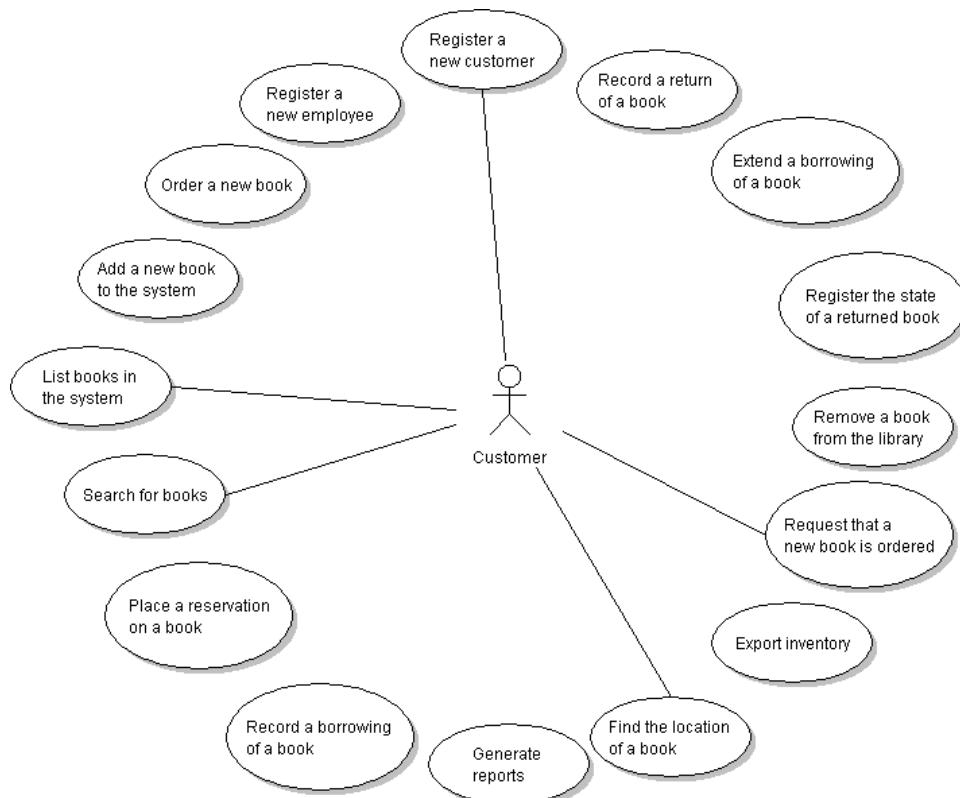 Register a
new customer
Record a return
of a book
Register a
new employee
Extend a borrowing
of a book
Order a new book
Add a new book
to the system
Register the state
of a returned book
List books in
the system
Remove a book
from the library
Customer
Search for books
Request that a
new book is ordered
Place a reservation
on a book
Export inventory
Record a borrowing
of a book
Find the location
of a book
Generate
reports